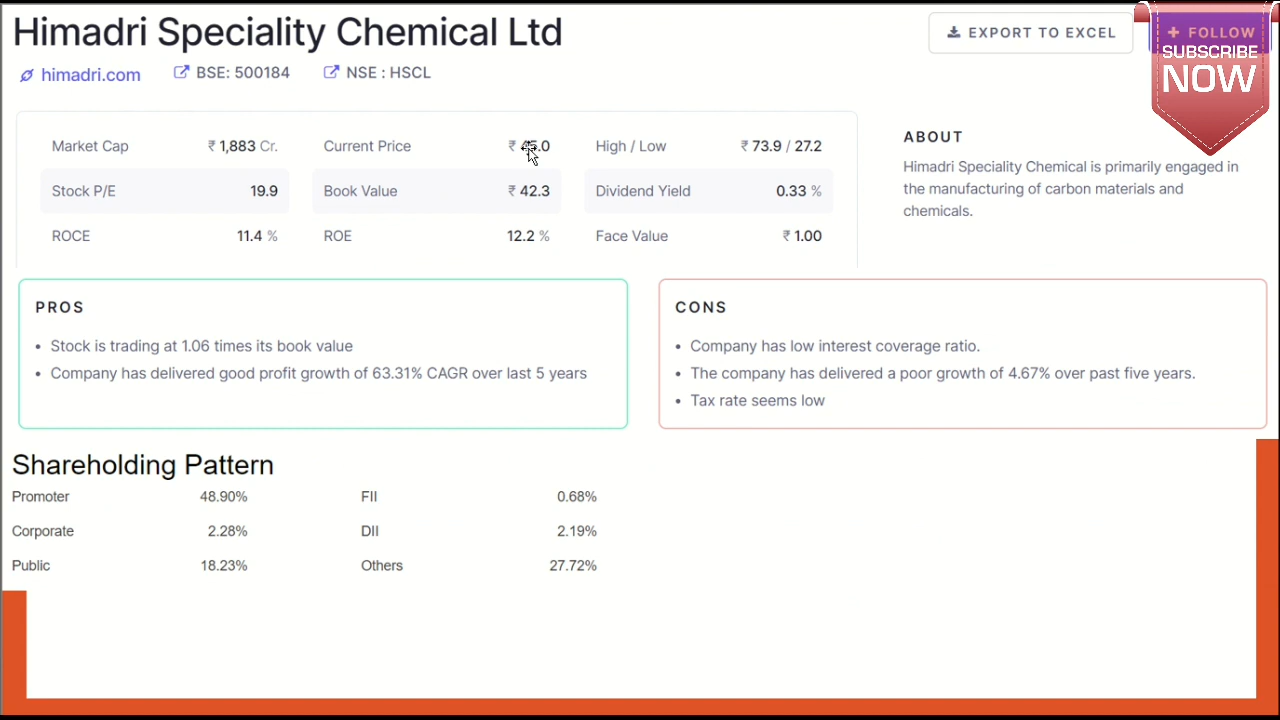 Himadri Speciality Chemical Ltd
EXPORT TO EXCEL
+ FOLLOW
SUBSCRIBE
NOW
himadri.com
BSE: 500184
NSE : HSCL
Market Cap ₹ 1,883 Cr.
Current Price ₹
High / Low ₹ 73.9 / 27.2
Stock P/E 19.9
Book Value ₹ 42.3
Dividend Yield 0.33 %
ROCE 11.4 %
ROE 12.2 %
Face Value ₹ 1.00
ABOUT
Himadri Speciality Chemical is primarily engaged in
the manufacturing of carbon materials and
chemicals.
PROS
• Stock is trading at 1.06 times its book value
• Company has delivered good profit growth of 63.31% CAGR over last 5 years
CONS
• Company has low interest coverage ratio.
• The company has delivered a poor growth of 4.67% over past five years.
• Tax rate seems low
Shareholding Pattern
Promoter 48.90% FII 0.68%
Corporate 2.28% DII 2.19%
Public 18.23% Others 27.72%